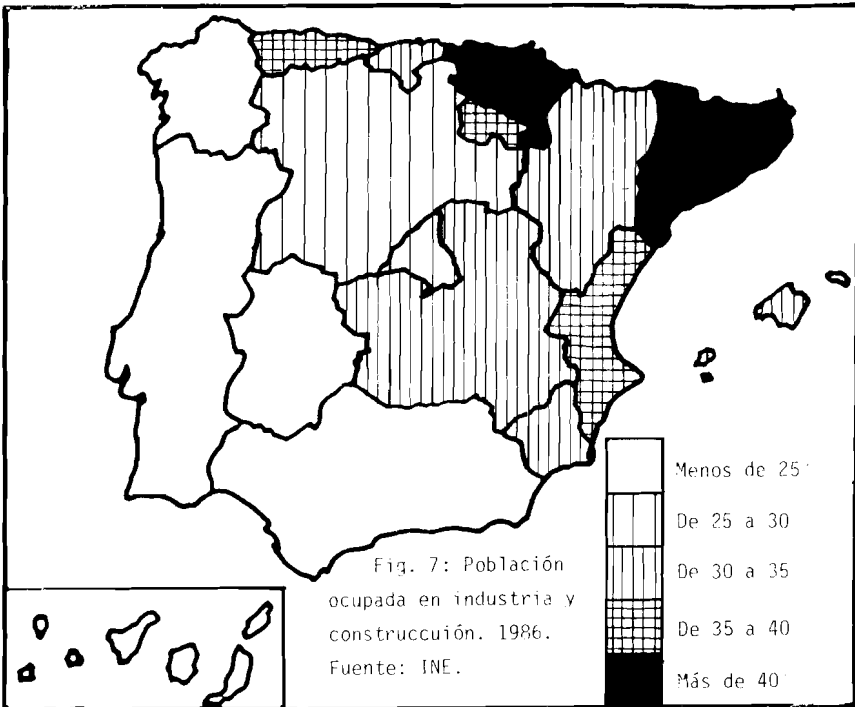 Menos de 25
De 25 a 30
De 30 a 35
De 35 a 40
Más de 40
Fig. 7: Población
ocupada en industria y
construccuión. 1986.
Fuente: INE.